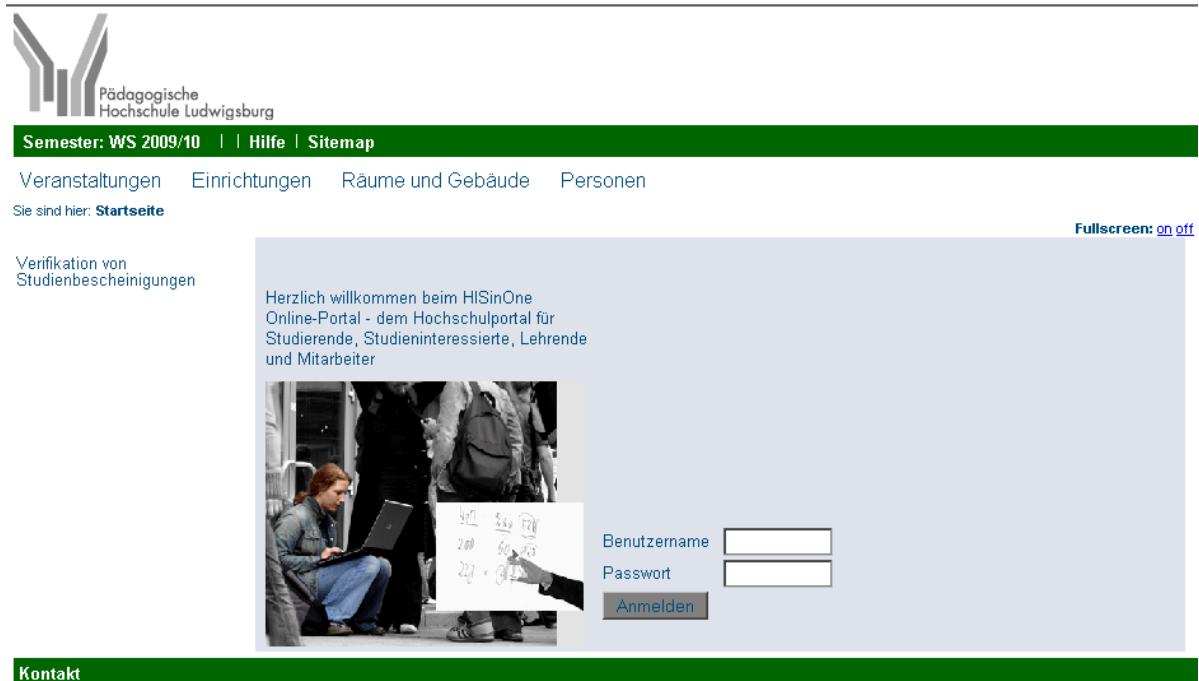 Pädagogische
Hochschule Ludwigsburg
Semester: WS 2009/10 | | Hilfe | Sitemap
Veranstaltungen Einrichtungen Räume und Gebäude Personen
Sie sind hier: Startseite
Fullscreen: on off
Verifikation von
Studienbescheinigungen
Herzlich willkommen beim HISinOne
Online-Portal - dem Hochschulportal für
Studierende, Studieninteressierte, Lehrende
und Mitarbeiter
Benutzername
Passwort
Anmelden
Kontakt